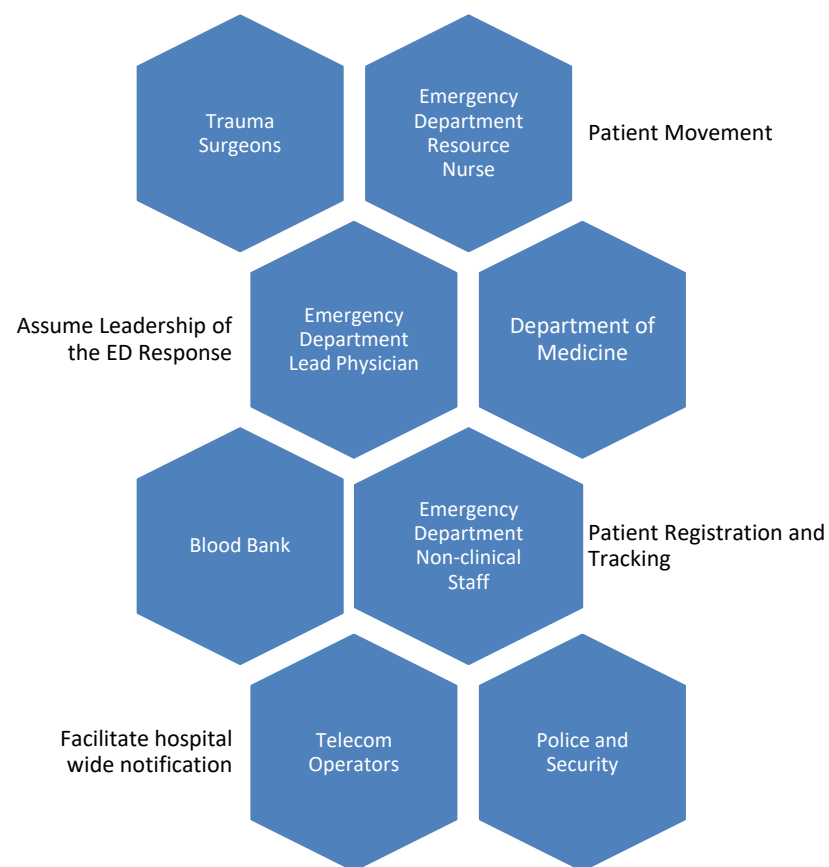 Trauma
Surgeons
Emergency
Department
Resource
Nurse
Patient Movement
Assume Leadership of
the ED Response
Emergency
Department
Lead Physician
Department of
Medicine
Blood Bank
Emergency
Department
Non-clinical
Staff
Patient Registration and
Tracking
Facilitate hospital
wide notification
Telecom
Operators
Police and
Security